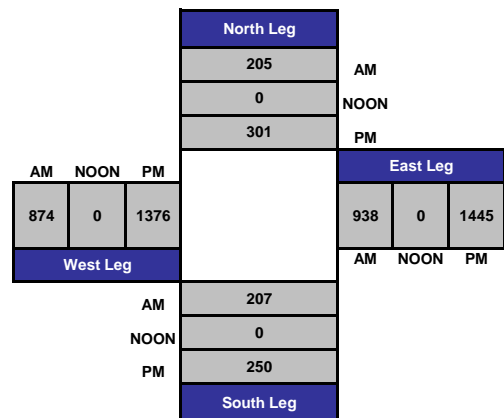 North Leg
205 AM
0 NOON
301 PM
AM NOON PM
East Leg
874 0 1376
938 0 1445
West Leg
AM NOON PM
AM 207
NOON 0
PM 250
South Leg